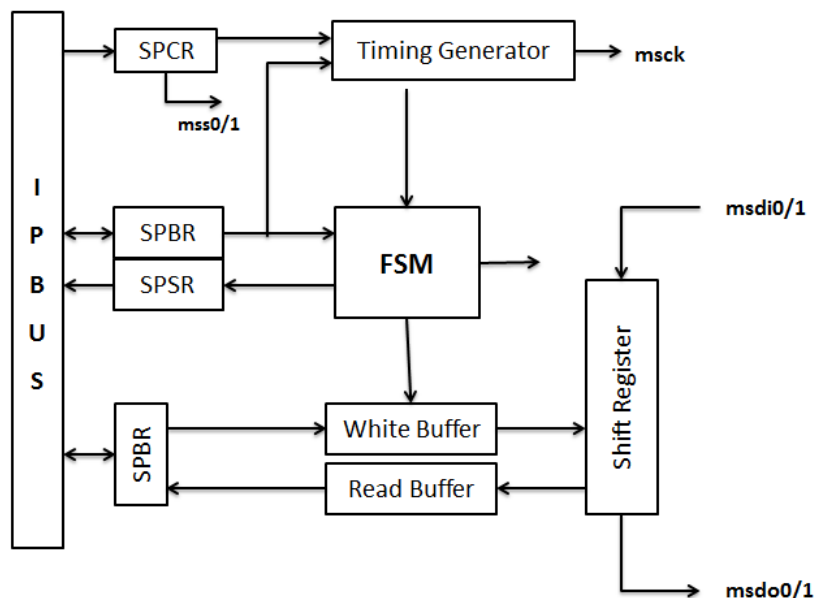 SPCR
Timing Generator
msck
mss0/1
I
P
B
U
S
SPBR
SPSR
FSM
msdi0/1
Shift Register
SPBR
White Buffer
Read Buffer
msdo0/1